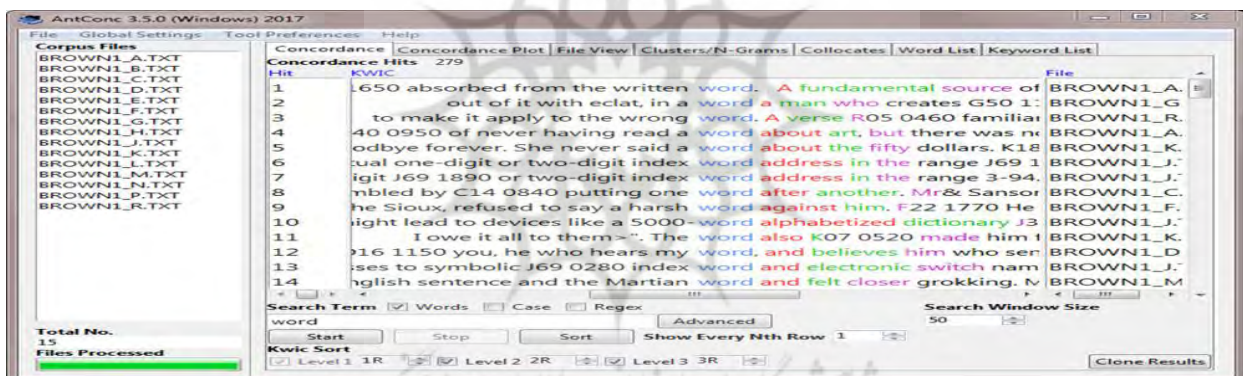 AntConc 3.5.0 (Windows) 2017
File Global Settings Tool Preferences Help
Corpus Files
BROWN1_A.TXT
BROWN1_B.TXT
BROWN1_C.TXT
BROWN1_D.TXT
BROWN1_E.TXT
BROWN1_F.TXT
BROWN1_G.TXT
BROWN1_H.TXT
BROWN1_J.TXT
BROWN1_K.TXT
BROWN1_L.TXT
BROWN1_M.TXT
BROWN1_N.TXT
BROWN1_P.TXT
BROWN1_R.TXT
Total No.
15
Files Processed
Concordance Concordance Plot File View Clusters/N-Grams Collocates Word List Keyword List
Concordance Hits 279
Hit KWIC File
1 1650 absorbed from the written word. A fundamental source of BROWN1_A.
2 out of it with eclat, in a word a man who creates G50 1: BROWN1_G
3 to make it apply to the wrong word. A verse R05 0460 familiar BROWN1_R.
4 40 0950 of never having read a word about art, but there was BROWN1_A.
5 odbye forever. She never said a word about the fifty dollars. K18 BROWN1_K.
6 tual one-digit or two-digit index word address in the range J69 1 BROWN1_J.
7 igit J69 1890 or two-digit index word address in the range 3-94. BROWN1_J.
8 mbled by C14 0840 putting one word after another. Mr& Sansor BROWN1_C.
9 he Sioux, refused to say a harsh word against him. F22 1770 He BROWN1_F.
10 ight lead to devices like a 5000-word alphabetized dictionary J3 BROWN1_J.
11 I owe it all to them>". The word also K07 0520 made him BROWN1_K.
12 016 1150 you, he who hears my word, and believes him who sen BROWN1_D
13 ses to symbolic J69 0280 index word and electronic switch nam BROWN1_J.
14 nglish sentence and the Martian word and felt closer grokking. BROWN1_M
Search Term Words Case Regex Search Window Size
word Advanced 50
Start Stop Sort Show Every Nth Row 1
Kwic Sort
Level 1 1R Level 2 2R Level 3 3R Clone Results